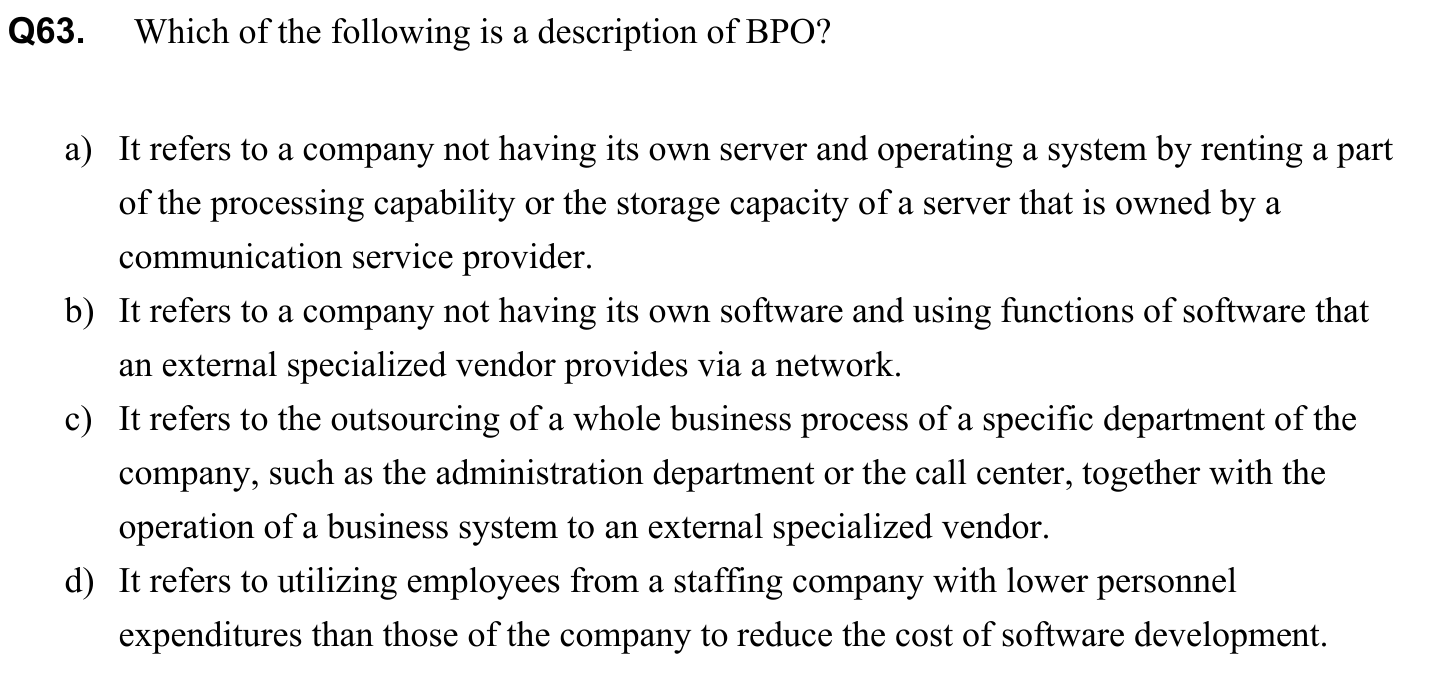 Q63. Which of the following is a description of BPO?
a) It refers to a company not having its own server and operating a system by renting a part
of the processing capability or the storage capacity of a server that is owned by a
communication service provider.
b) It refers to a company not having its own software and using functions of software that
an external specialized vendor provides via a network.
c) It refers to the outsourcing of a whole business process of a specific department of the
company, such as the administration department or the call center, together with the
operation of a business system to an external specialized vendor.
d) It refers to utilizing employees from a staffing company with lower personnel
expenditures than those of the company to reduce the cost of software development.